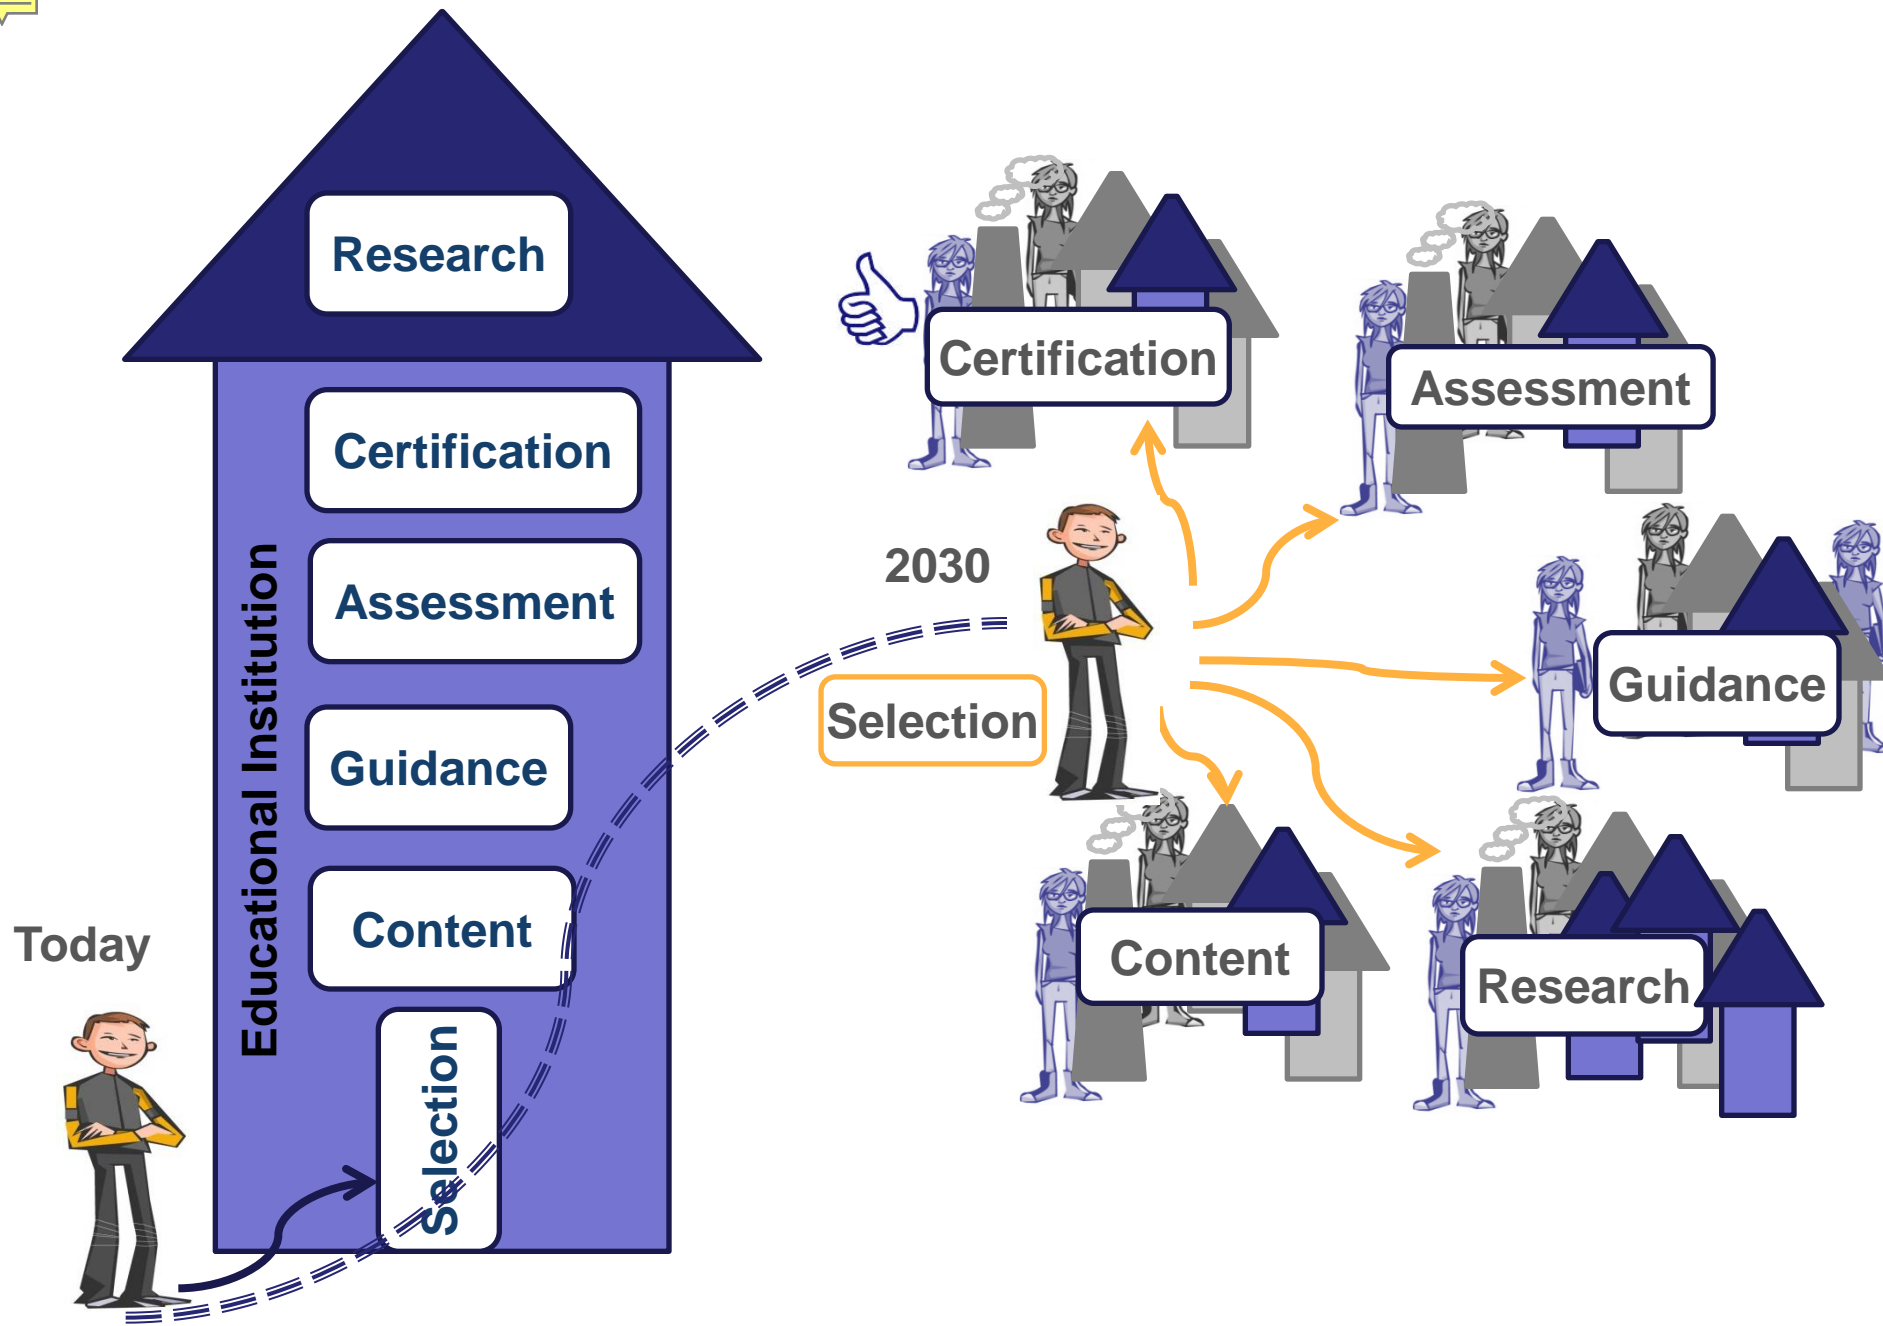 Research
Certification
Assessment
Guidance
Content
Selection
Educational Institution
Today
2030
Selection
Certification
Assessment
Guidance
Content
Research